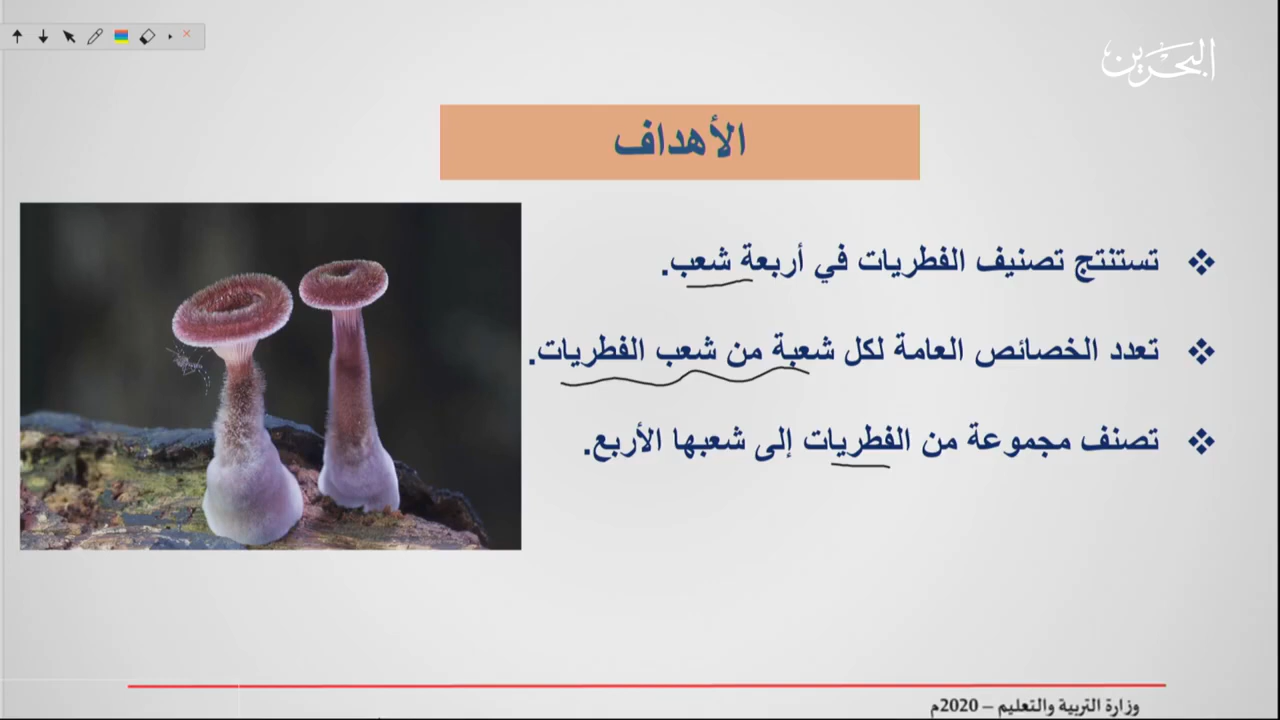 البحرين
الأهداف
❖ تستنتج تصنيف الفطريات في أربعة شعب.
❖ تعدد الخصائص العامة لكل شعبة من شعب الفطريات.
❖ تصنف مجموعة من الفطريات إلى شعبها الأربع.
وزارة التربية والتعليم – 2020م